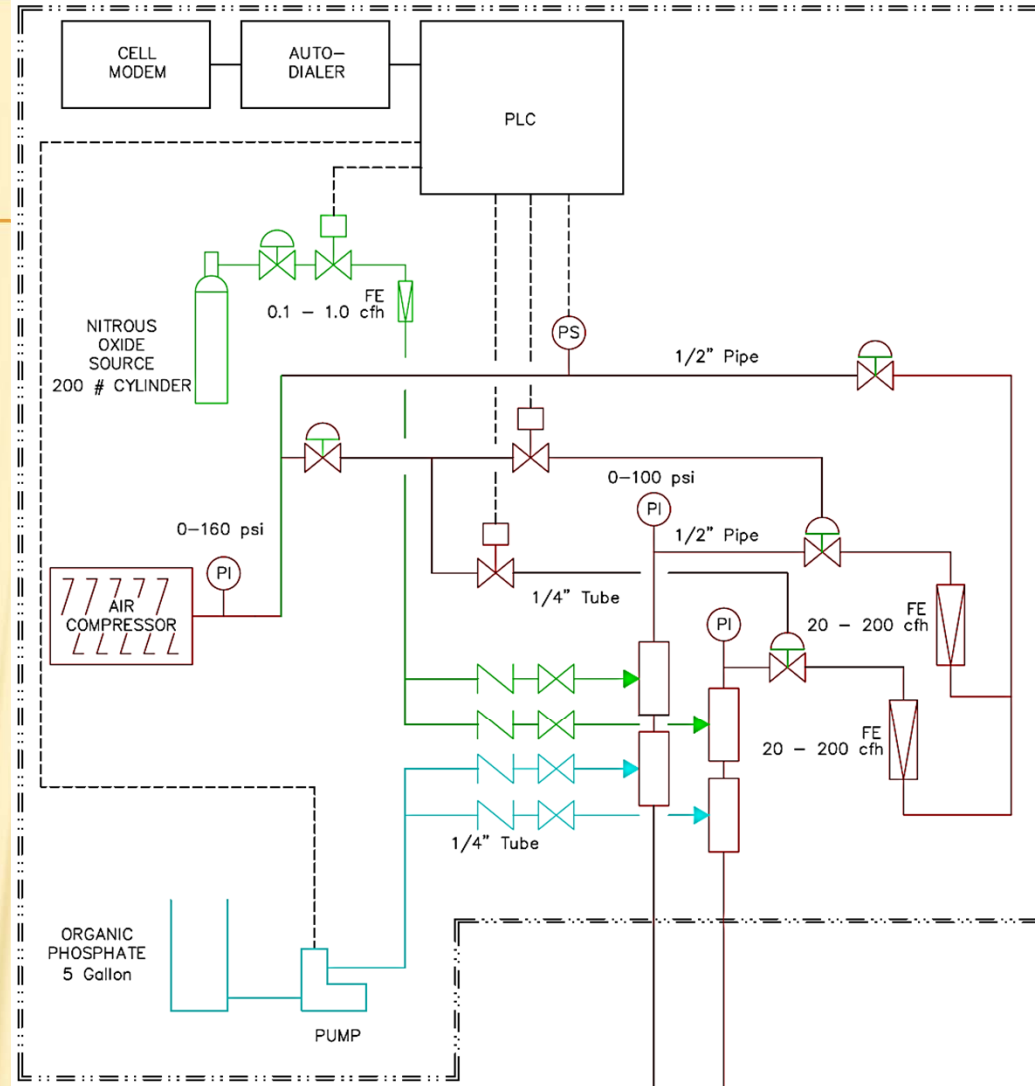 CELL
MODEM
AUTO-
DIALER
PLC
FE
0.1 - 1.0 cfh
NITROUS
OXIDE
SOURCE
200 # CYLINDER
PS
1/2" Pipe
0-100 psi
PI
1/2" Pipe
0-160 psi
PI
AIR
COMPRESSOR
1/4" Tube
PI
FE
20 - 200 cfh
FE
20 - 200 cfh
1/4" Tube
ORGANIC
PHOSPHATE
5 Gallon
PUMP